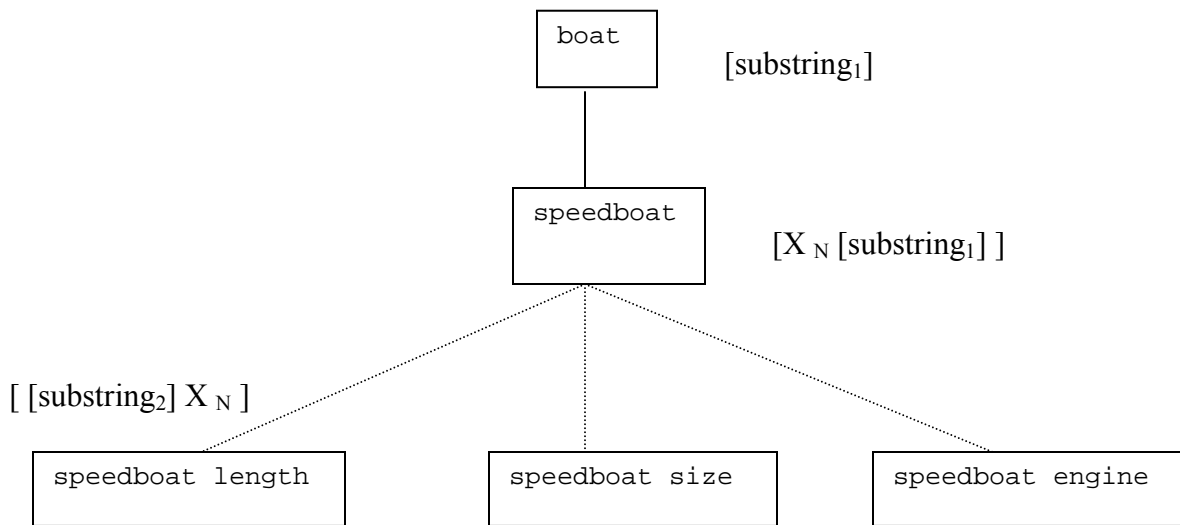 boat
[substring₁]
speedboat
[X N [substring₁] ]
[ [substring₂] X N ]
speedboat length
speedboat size
speedboat engine